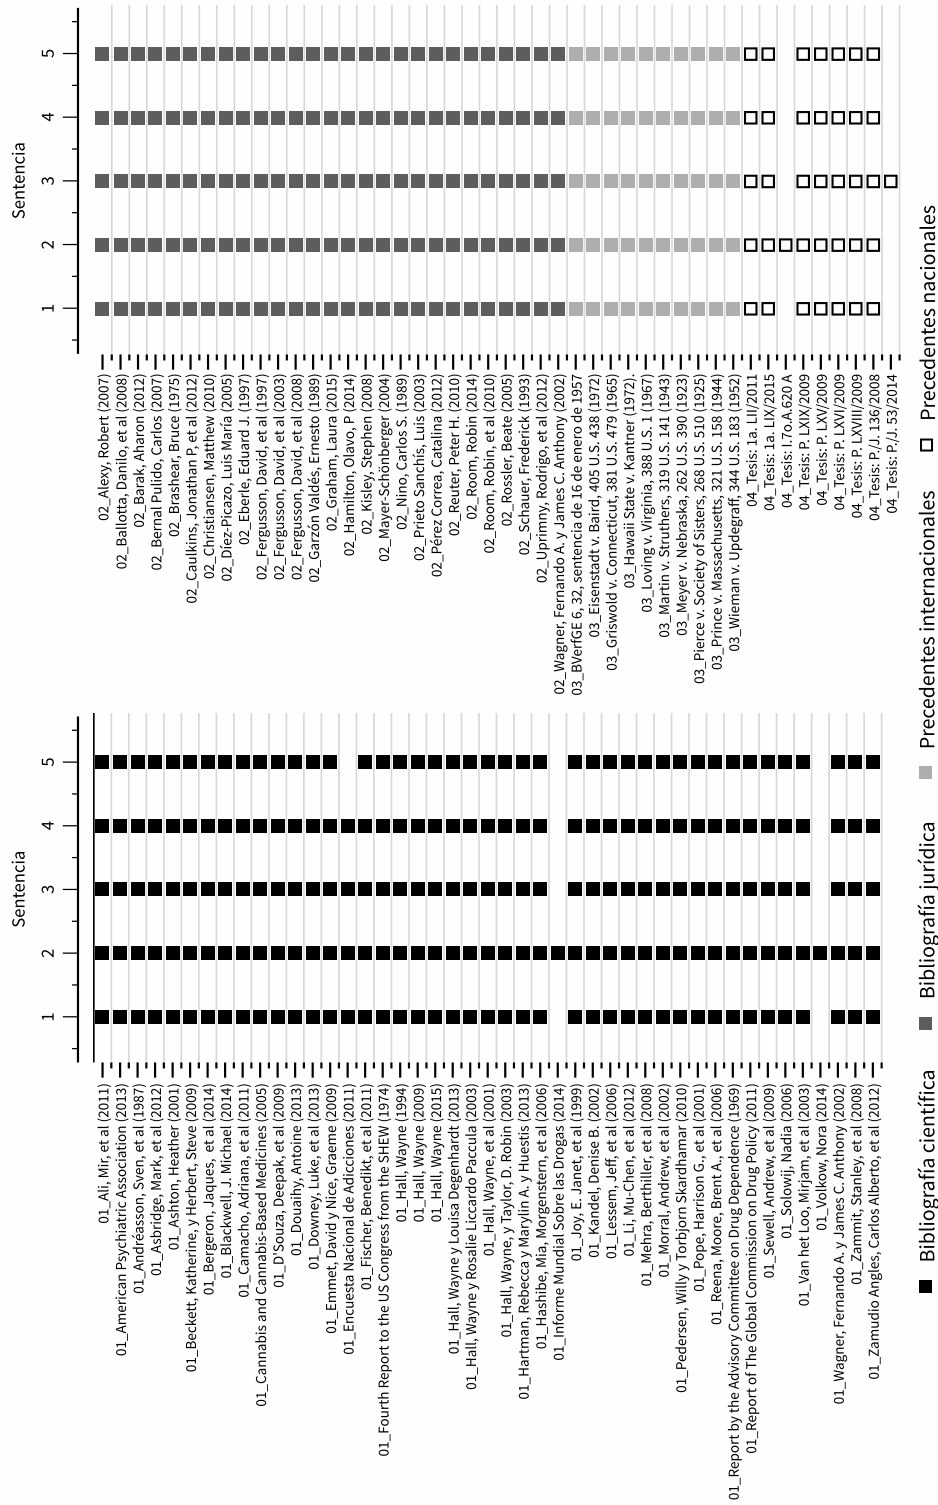 Sentencia
1
2
3
4
5
01_Ali, Mir, et al (2011)
01_American Psychiatric Association (2013)
01_Andréasson, Sven, et al (1987)
01_Asbridge, Mark, et al (2012)
01_Ashton, Heather (2001)
01_Beckett, Katherine, y Herbert, Steve (2009)
01_Bergeron, Jaques, et al (2014)
01_Blackwell, J. Michael (2014)
01_Camacho, Adriana, et al (2011)
01_Cannabis and Cannabis-Based Medicines (2005)
01_D'Souza, Deepak, et al (2009)
01_Douaihy, Antoine (2013)
01_Downey, Luke, et al (2013)
01_Emmet, David y Nice, Graeme (2009)
01_Encuesta Nacional de Adicciones (2011)
01_Fischer, Benedikt, et al (2011)
01_Fourth Report to the US Congress from the SHEW (1974)
01_Hall, Wayne (1994)
01_Hall, Wayne (2009)
01_Hall, Wayne (2015)
01_Hall, Wayne y Louisa Degenhardt (2013)
01_Hall, Wayne y Rosalie Liccardo Paccula (2003)
01_Hall, Wayne, et al (2001)
01_Hall, Wayne, y Taylor, D. Robin (2003)
01_Hartman, Rebecca y Marylin A. y Huestis (2013)
01_Hashibe, Mia, Morgenstern, et al (2006)
01_Informe Mundial Sobre las Drogas (2014)
01_Joy, E. Janet, et al (1999)
01_Kandel, Denise B. (2002)
01_Lessem, Jeff, et al (2006)
01_Li, Mu-Chen, et al (2012)
01_Mehra, Berthiller, et al (2008)
01_Morral, Andrew, et al (2002)
01_Pedersen, Willy y Torbjorn Skardhamar (2010)
01_Pope, Harrison G., et al (2001)
01_Reena, Moore, Brent A., et al (2006)
01_Report by the Advisory Committee on Drug Dependence (1969)
01_Report of The Global Commission on Drug Policy (2011)
01_Sewell, Andrew, et al (2009)
01_Solowij, Nadia (2006)
01_Van het Loo, Mirjam, et al (2003)
01_Volkow, Nora (2014)
01_Wagner, Fernando A. y James C. Anthony (2002)
01_Zammit, Stanley, et al (2008)
01_Zamudio Angles, Carlos Alberto, et al (2012)
Sentencia
1
2
3
4
5
02_Alexy, Robert (2007)
02_Ballotta, Danilo, et al (2008)
02_Barak, Aharon (2012)
02_Bernal Pulido, Carlos (2007)
02_Brashear, Bruce (1975)
02_Caulkins, Jonathan P, et al (2012)
02_Christiansen, Matthew (2010)
02_Díez-Picazo, Luis María (2005)
02_Eberle, Eduard J. (1997)
02_Fergusson, David, et al (1997)
02_Fergusson, David, et al (2003)
02_Fergusson, David, et al (2008)
02_Garzón Valdés, Ernesto (1989)
02_Graham, Laura (2015)
02_Hamilton, Olavo, P (2014)
02_Kisley, Stephen (2008)
02_Mayer-Schönberger (2004)
02_Nino, Carlos S. (1989)
02_Prieto Sanchís, Luis (2003)
02_Pérez Correa, Catalina (2012)
02_Reuter, Peter H. (2010)
02_Room, Robin (2014)
02_Room, Robin, et al (2010)
02_Rossler, Beate (2005)
02_Schauer, Frederick (1993)
02_Uprimny, Rodrigo, et al (2012)
02_Wagner, Fernando A. y James C. Anthony (2002)
03_BVerfGE 6, 32, sentencia de 16 de enero de 1957
03_Eisenstadt v. Baird, 405 U.S. 438 (1972)
03_Griswold v. Connecticut, 381 U.S. 479 (1965)
03_Hawaii State v. Kantner (1972).
03_Loving v. Virginia, 388 U.S. 1 (1967)
03_Martin v. Struthers, 319 U.S. 141 (1943)
03_Meyer v. Nebraska, 262 U.S. 390 (1923)
03_Pierce v. Society of Sisters, 268 U.S. 510 (1925)
03_Prince v. Massachusetts, 321 U.S. 158 (1944)
03_Wieman v. Updegraff, 344 U.S. 183 (1952)
04_Tesis: 1a. LII/2011
04_Tesis: 1a. LIX/2015
04_Tesis: I.7o.A.620 A
04_Tesis: P. LXIX/2009
04_Tesis: P. LXV/2009
04_Tesis: P. LXVI/2009
04_Tesis: P. LXVIII/2009
04_Tesis: P./J. 136/2008
04_Tesis: P./J. 53/2014
Bibliografía científica
Bibliografía jurídica
Precedentes internacionales
Precedentes nacionales